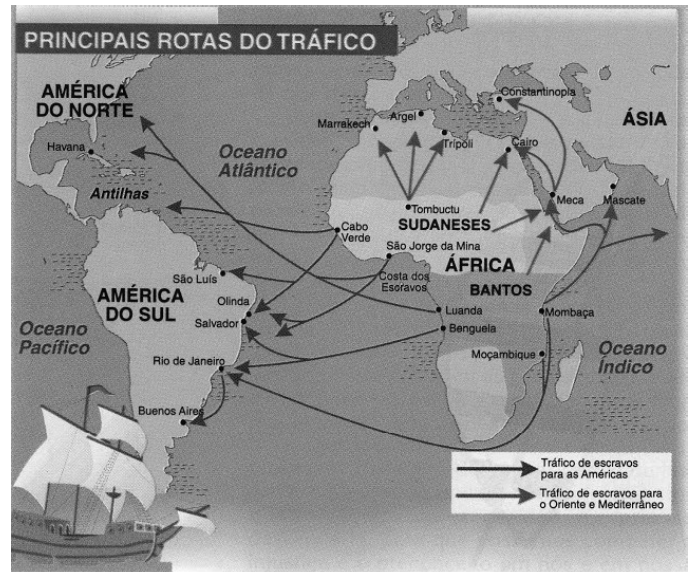 PRINCIPAIS ROTAS DO TRÁFICO
AMÉRICA
DO NORTE
Havana
Antilhas
Oceano
Atlântico
Constantinopla
Argel
Marrakech
Trípoli
Cairo
ÁSIA
Meca
Mascate
Tombuctu
SUDANESES
Cabo
Verde
São Jorge da Mina
ÁFRICA
Costa dos
Escravos
BANTOS
São Luís
AMÉRICA
DO SUL
Olinda
Salvador
Luanda
Benguela
Mombaça
Oceano
Pacífico
Rio de Janeiro
Moçambique
Oceano
Índico
Buenos Aires
Tráfico de escravos
para as Américas
Tráfico de escravos para
o Oriente e Mediterrâneo